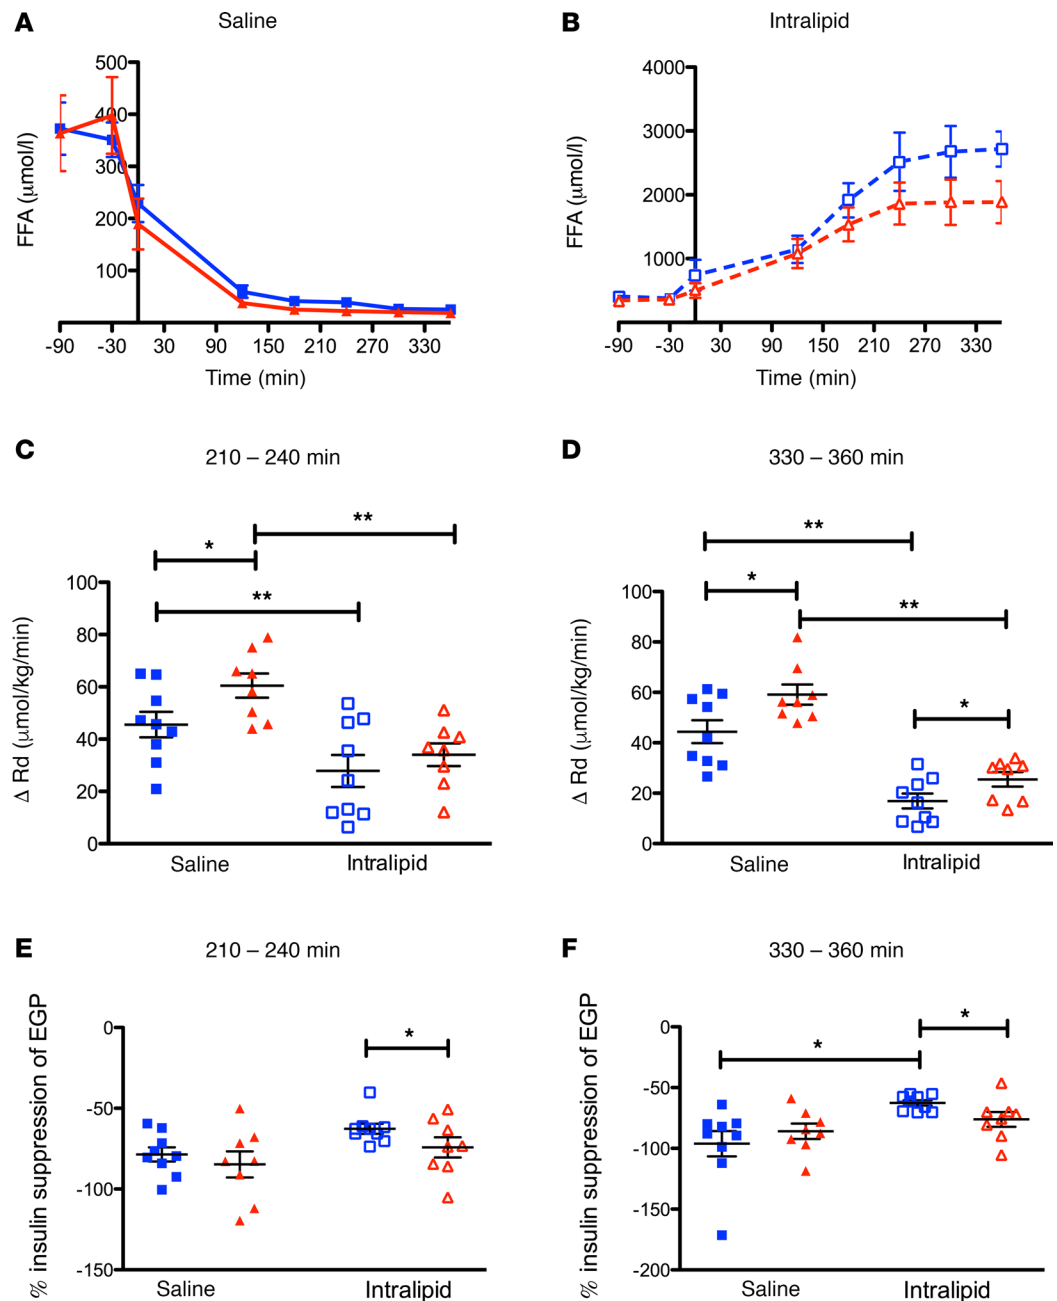 A Saline
FFA (μmol/l)
500
400
300
200
100
-90 -30 30 90 150 210 270 330
Time (min)
B Intralipid
FFA (μmol/l)
4000
3000
2000
1000
-90 -30 30 90 150 210 270 330
Time (min)
C 210 – 240 min
Δ Rd (μmol/kg/min)
**
*
**
100
80
60
40
20
0
Saline Intralipid
D 330 – 360 min
Δ Rd (μmol/kg/min)
**
*
**
*
100
80
60
40
20
0
Saline Intralipid
E 210 – 240 min
% insulin suppression of EGP
*
0
-50
-100
-150
Saline Intralipid
F 330 – 360 min
% insulin suppression of EGP
*
*
0
-50
-100
-150
-200
Saline Intralipid